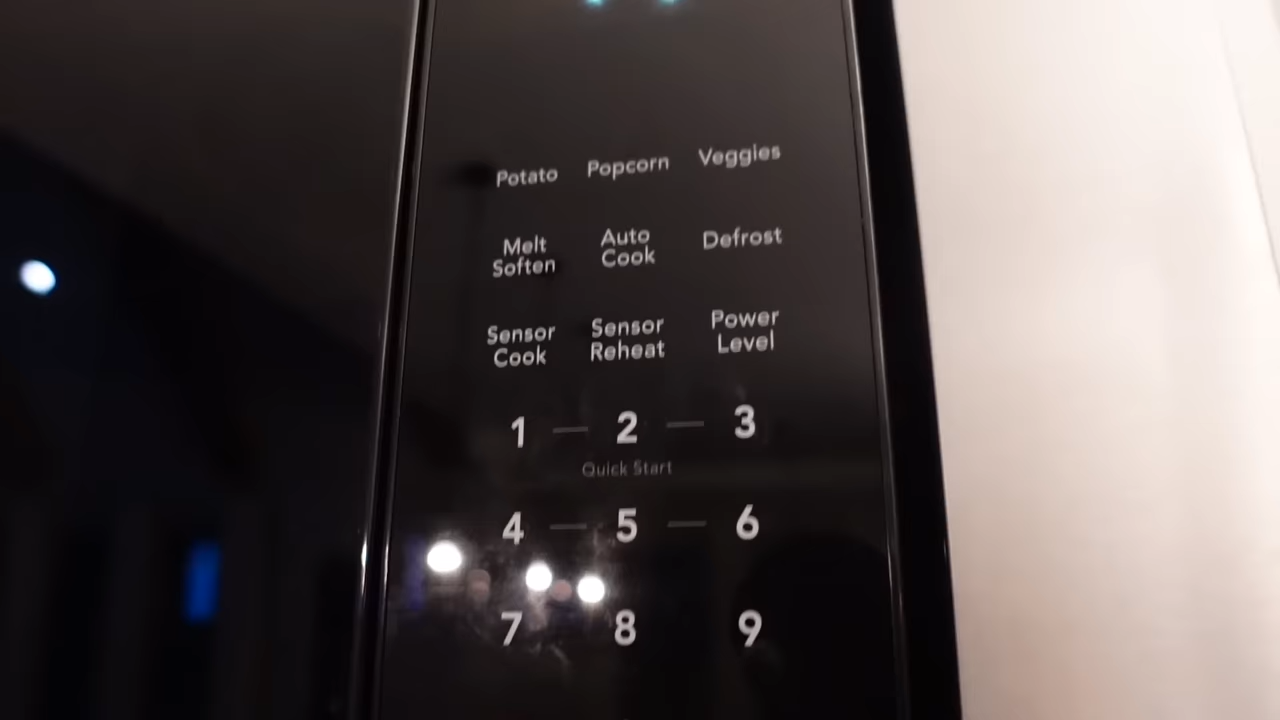 Potato Popcorn Veggies
Melt Soften Auto Cook Defrost
Sensor Cook Sensor Reheat Power Level
1 — 2 — 3
Quick Start
4 — 5 — 6
7 8 9